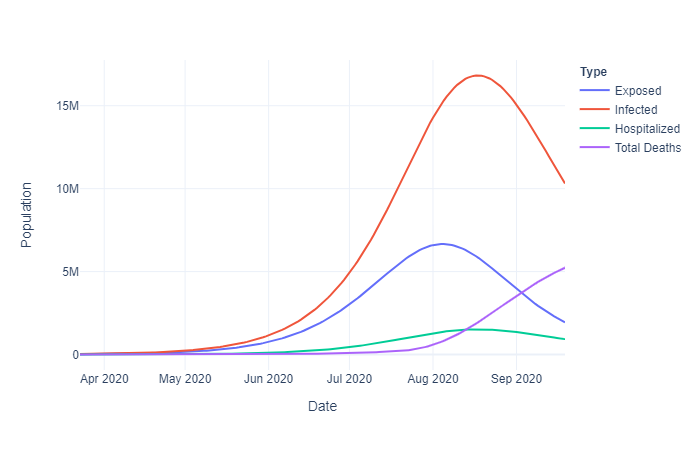 Type
Exposed
Infected
Hospitalized
Total Deaths
15M
10M
5M
0
Population
Apr 2020 May 2020 Jun 2020 Jul 2020 Aug 2020 Sep 2020
Date